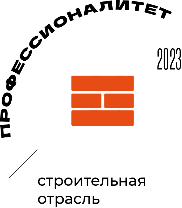 ПРОФЕССИОНАЛИТЕТ
2023
строительная
отрасль